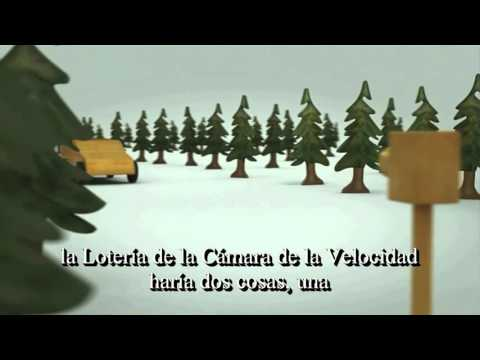 la Lotería de la Cámara de la Velocidad
haría dos cosas, una